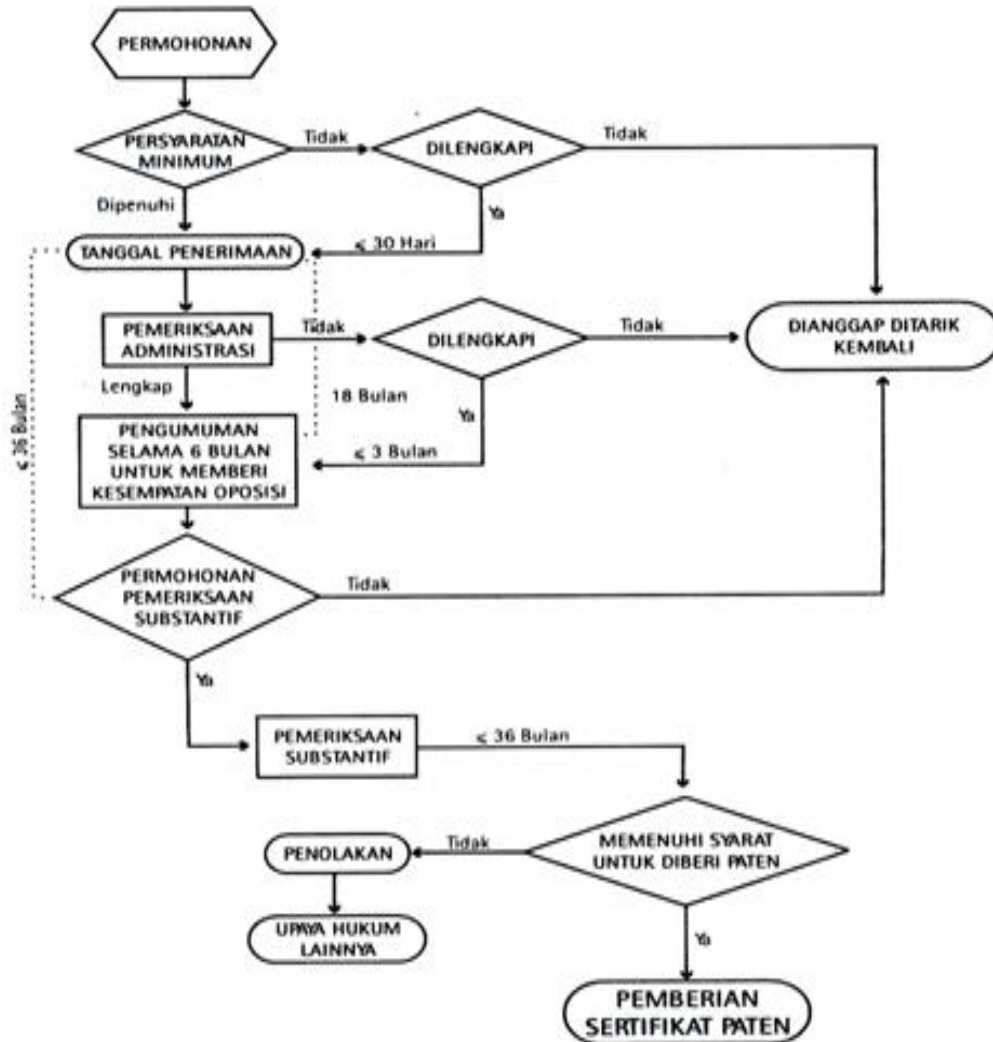 PERMOHONAN
PERSYARATAN
MINIMUM
Tidak
DILENGKAPI
Tidak
Dipenuhi
Ya
TANGGAL PENERIMAAN
⩽ 30 Hari
PEMERIKSAAN
ADMINISTRASI
Tidak
DILENGKAPI
Tidak
DIANGGAP DITARIK
KEMBALI
Lengkap
18 Bulan
Ya
⩽ 36 Bulan
PENGUMUMAN
SELAMA 6 BULAN
UNTUK MEMBERI
KESEMPATAN OPOSISI
⩽ 3 Bulan
PERMOHONAN
PEMERIKSAAN
SUBSTANTIF
Tidak
Ya
PEMERIKSAAN
SUBSTANTIF
⩽ 36 Bulan
MEMENUHI SYARAT
UNTUK DIBERI PATEN
Tidak
PENOLAKAN
UPAYA HUKUM
LAINNYA
Ya
PEMBERIAN
SERTIFIKAT PATEN